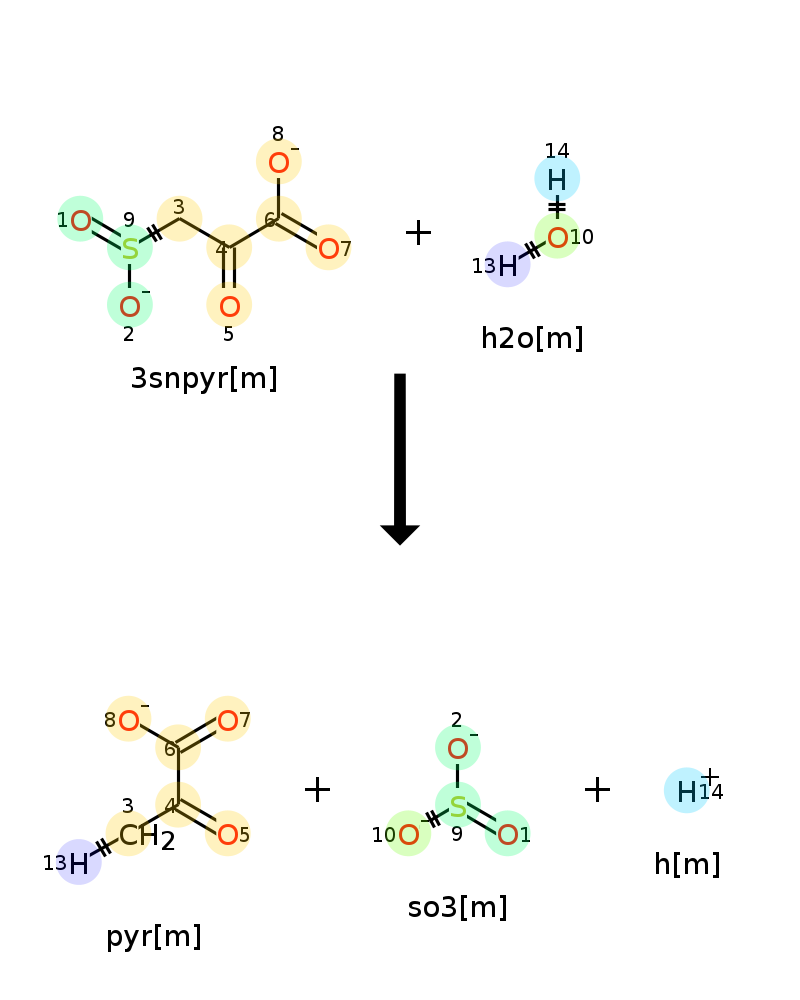 8
O-
14
H
1O
9
3
S
4
6
O7
+
O10
13H
O-
2
O
5
h2o[m]
3snpyr[m]
8O-
O7
6
2
O-
3
4
CH2
O5
13H
+
10O-
S
9
O1
+
H+
14
h[m]
so3[m]
pyr[m]